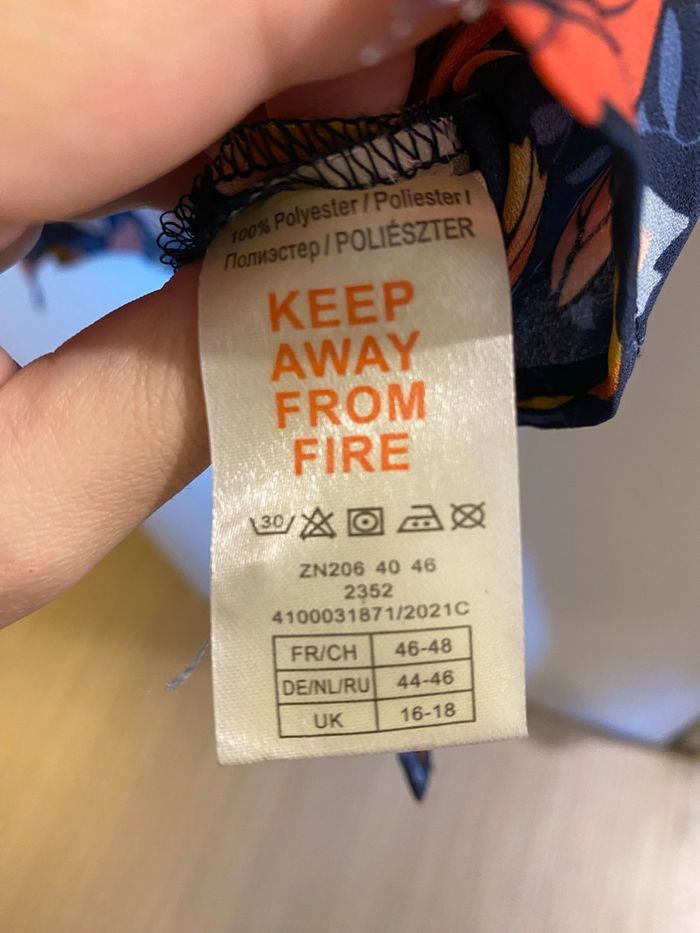 100% Polyester / Poliester I
Полиэстер / POLIÉSZTER
KEEP
AWAY
FROM
FIRE
30
ZN206 40 46
2352
4100031871/2021C
FR/CH 46-48
DE/NL/RU 44-46
UK 16-18